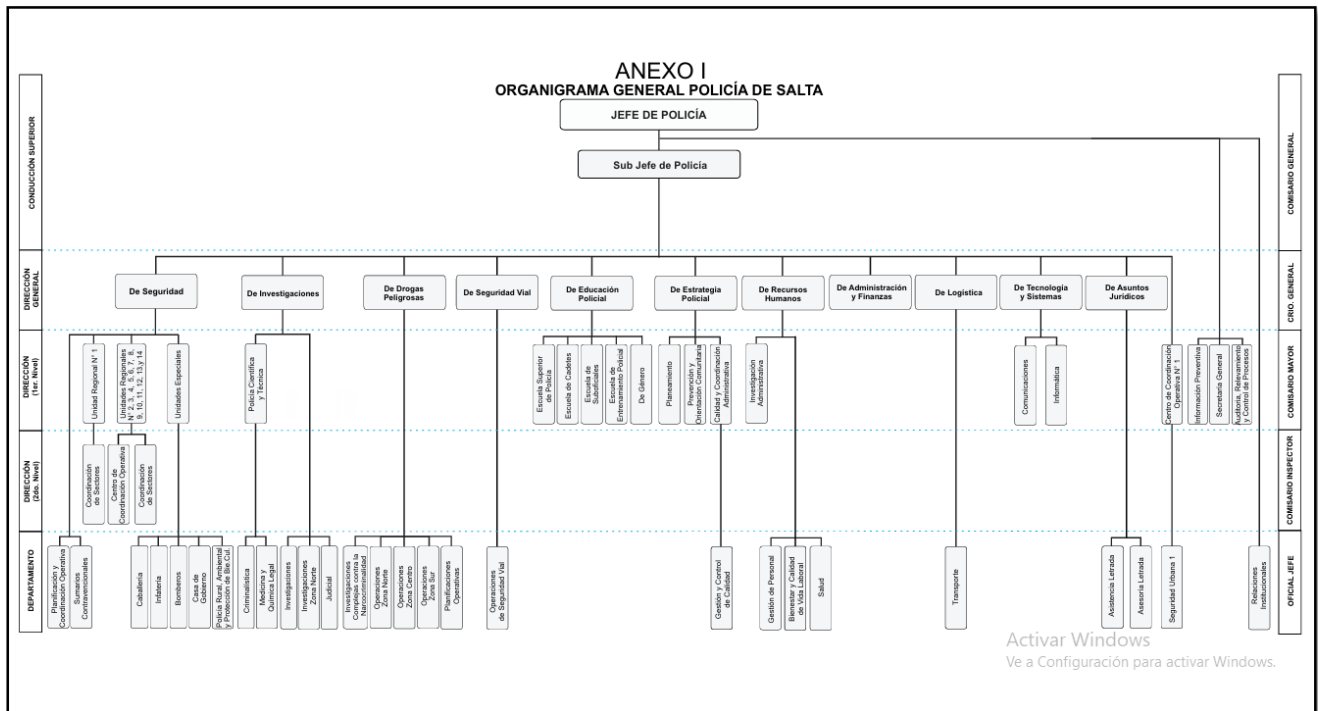 ANEXO I
ORGANIGRAMA GENERAL POLICÍA DE SALTA
JEFE DE POLICÍA
Sub Jefe de Policía
CONDUCCIÓN SUPERIOR
COMISARIO GENERAL
DIRECCIÓN
GENERAL
De Seguridad
De Investigaciones
De Drogas
Peligrosas
De Seguridad Vial
De Educación
Policial
De Estrategia
Policial
De Recursos
Humanos
De Administración
y Finanzas
De Logística
De Tecnología
y Sistemas
De Asuntos
Jurídicos
CRIO. GENERAL
DIRECCIÓN
(1er. Nivel)
Unidad Regional N° 1
Unidades Regionales
N° 2, 3, 4, 5, 6, 7, 8,
9, 10, 11, 12, 13,y 14
Unidades Especiales
Policía Científica
y Técnica
Escuela Superior
de Policía
Escuela de Cadetes
Escuela de
Suboficiales
Escuela de
Entrenamiento Policial
De Género
Planeamiento
Prevención y
Orientación Comunitaria
Calidad y Coordinación
Administrativa
Investigación
Administrativa
Comunicaciones
Informática
Centro de Coordinación
Operativa N° 1
Información Preventiva
Secretaría General
Auditoría, Relevamiento
y Control de Procesos
COMISARIO MAYOR
DIRECCIÓN
(2do. Nivel)
Coordinación
de Sectores
Centro de
Coordinación Operativa
Coordinación
de Sectores
COMISARIO INSPECTOR
DEPARTAMENTO
Planificación y
Coordinación Operativa
Sumarios
Contravencionales
Caballería
Infatería
Bomberos
Casa de
Gobierno
Policía Rural, Ambiental
y Protección de Bie.Cul.
Criminalística
Medicina y
Química Legal
Investigaciones
Investigaciones
Zona Norte
Judicial
Investigaciones
Complejas contra la
Narcocriminalidad
Operaciones
Zona Norte
Operaciones
Zona Centro
Operaciones
Zona Sur
Planificaciones
Operativas
Operaciones
de Seguridad Vial
Gestión y Control
de Calidad
Gestión de Personal
Bienestar y Calidad
de Vida Laboral
Salud
Transporte
Asistencia Letrada
Asesoría Letrada
Seguridad Urbana 1
Relaciones
Institucionales
OFICIAL JEFE
Activar Windows
Ve a Configuración para activar Windows.